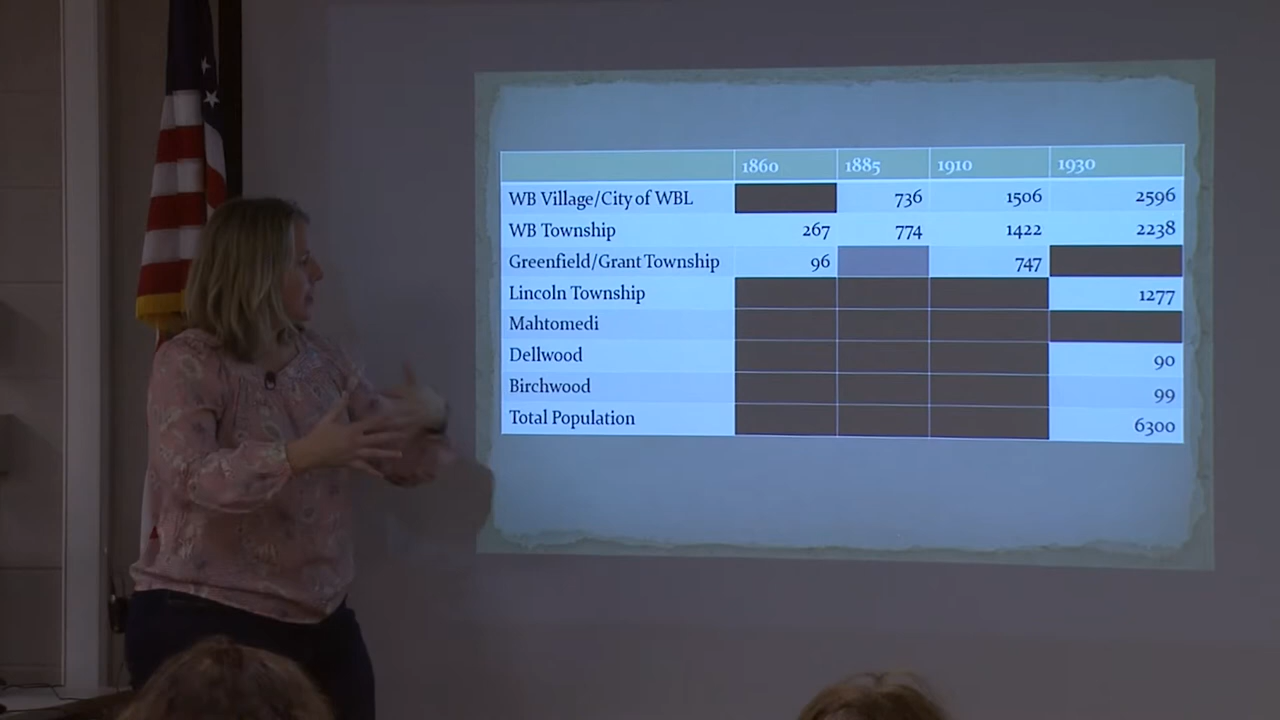 1860 1885 1910 1930
WB Village/City of WBL 736 1506 2596
WB Township 267 774 1422 2238
Greenfield/Grant Township 96 747
Lincoln Township 1277
Mahtomedi
Dellwood 90
Birchwood 99
Total Population 6300